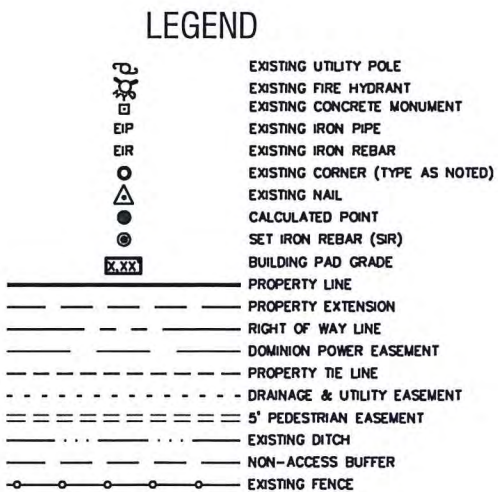 LEGEND
EXISTING UTILITY POLE
EXISTING FIRE HYDRANT
EXISTING CONCRETE MONUMENT
EIP EXISTING IRON PIPE
EIR EXISTING IRON REBAR
EXISTING CORNER (TYPE AS NOTED)
EXISTING NAIL
CALCULATED POINT
SET IRON REBAR (SIR)
X.XX' BUILDING PAD GRADE
PROPERTY LINE
PROPERTY EXTENSION
RIGHT OF WAY LINE
DOMINION POWER EASEMENT
PROPERTY TIE LINE
DRAINAGE & UTILITY EASEMENT
5' PEDESTRIAN EASEMENT
EXISTING DITCH
NON-ACCESS BUFFER
EXISTING FENCE